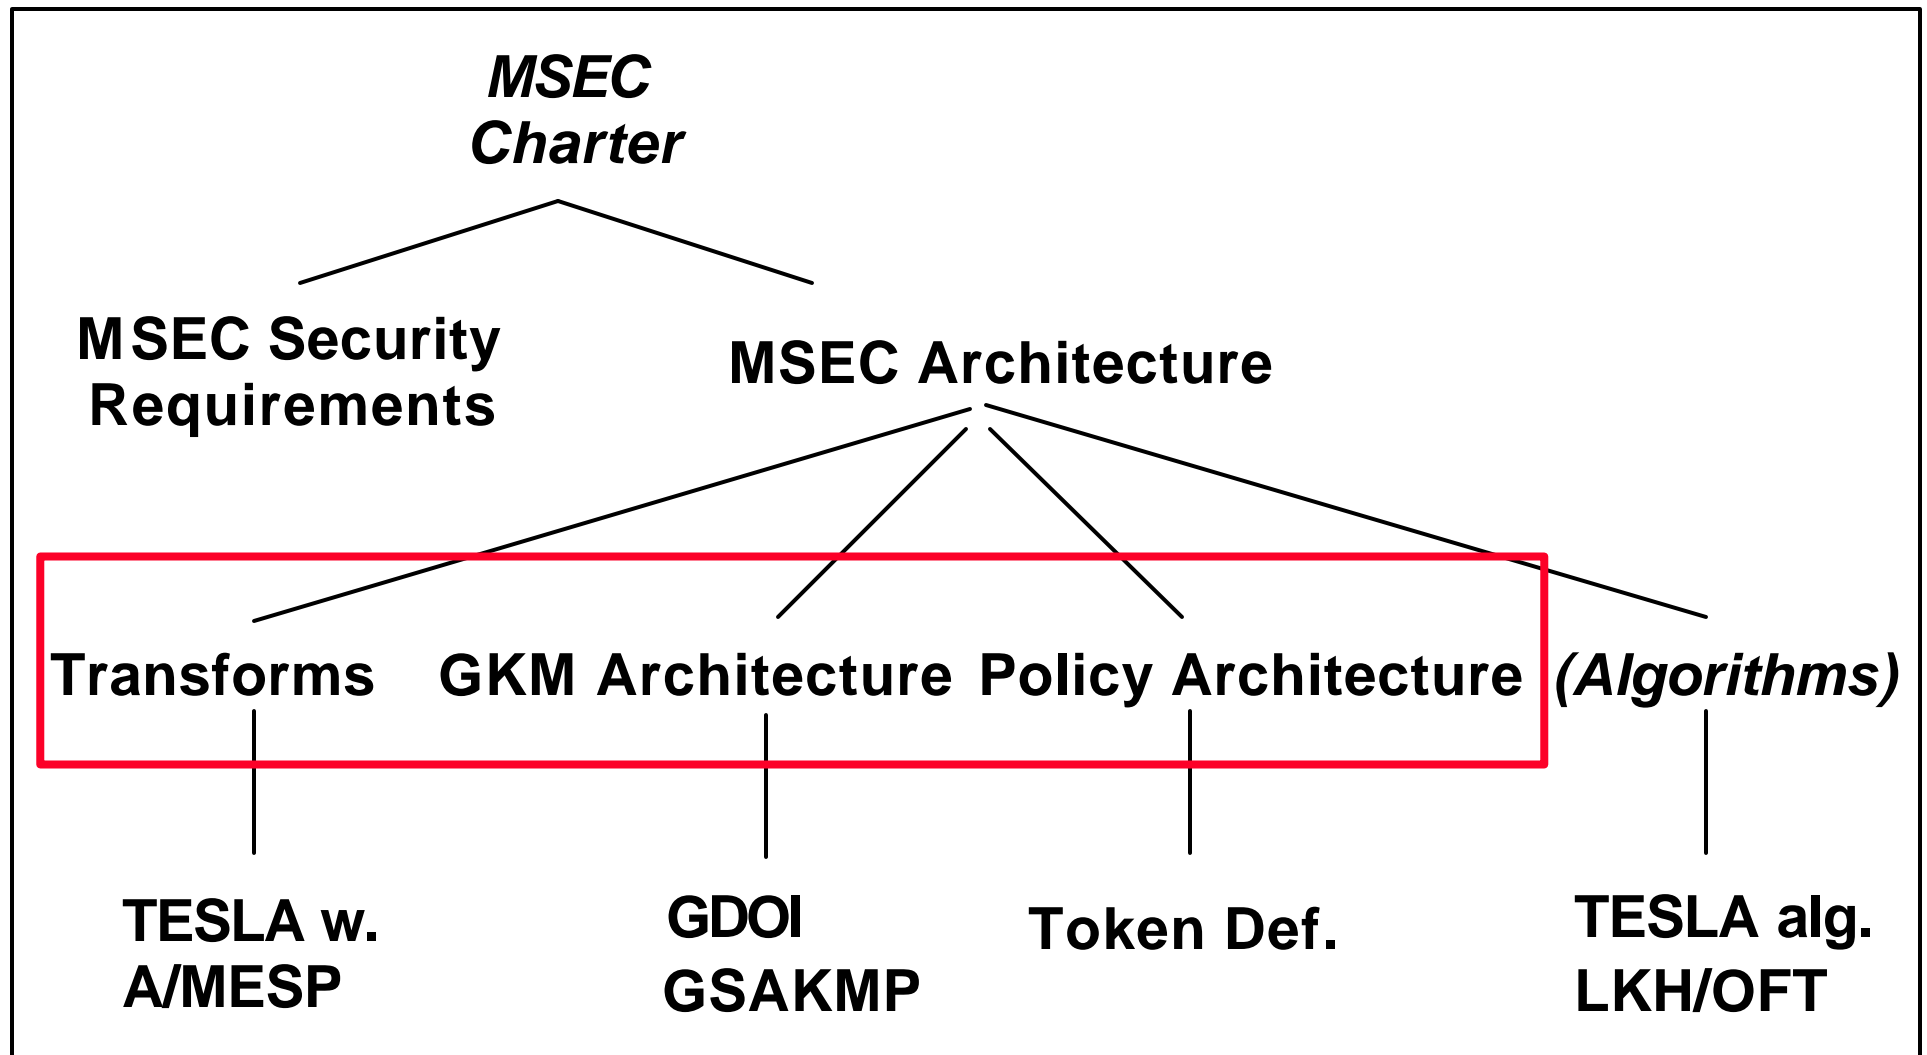 MSEC
Charter
MSEC Security
Requirements
MSEC Architecture
Transforms
GKM Architecture
Policy Architecture
(Algorithms)
TESLA w.
A/MESP
GDOI
GSAKMP
Token Def.
TESLA alg.
LKH/OFT